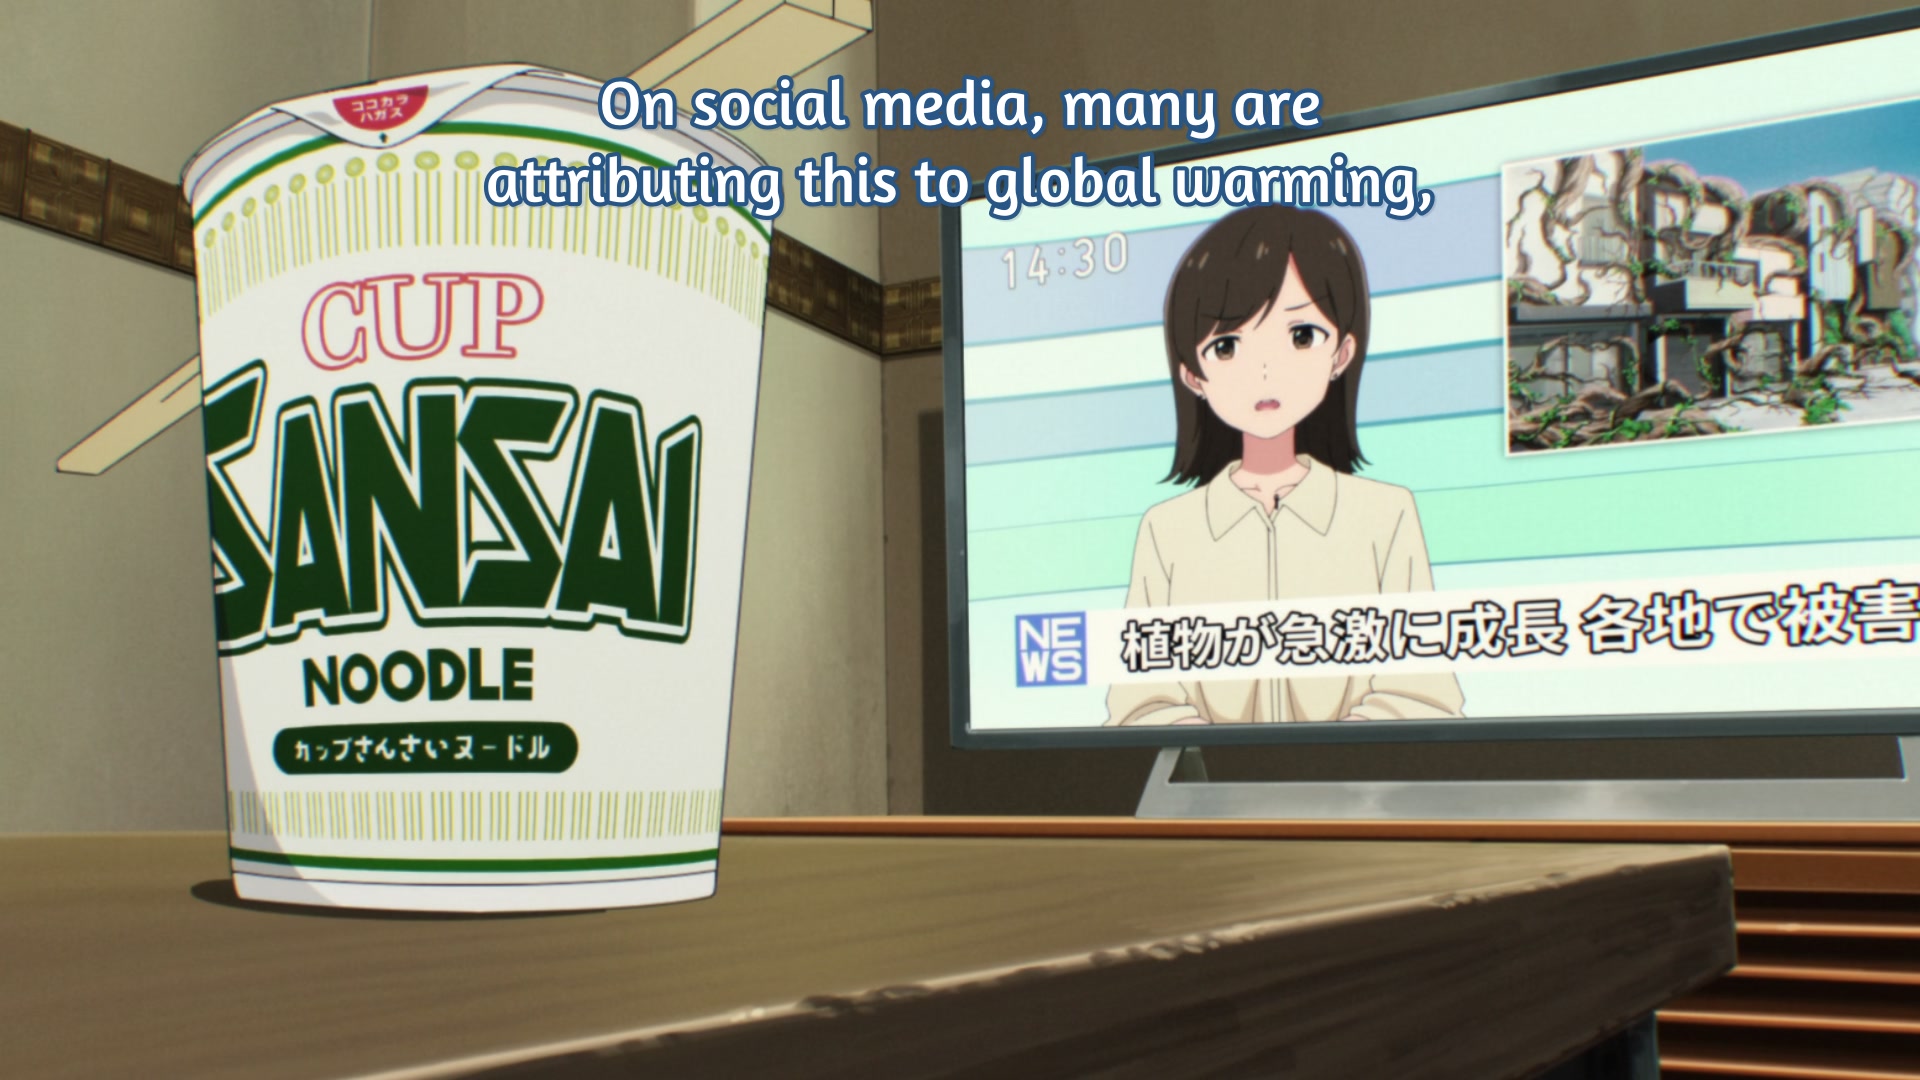 On social media, many are
attributing this to global warming,
ココカラ
ハガス
CUP
SANSAI
NOODLE
カップさんさいヌードル
14:30
NE
WS
植物が急激に成長 各地で被害